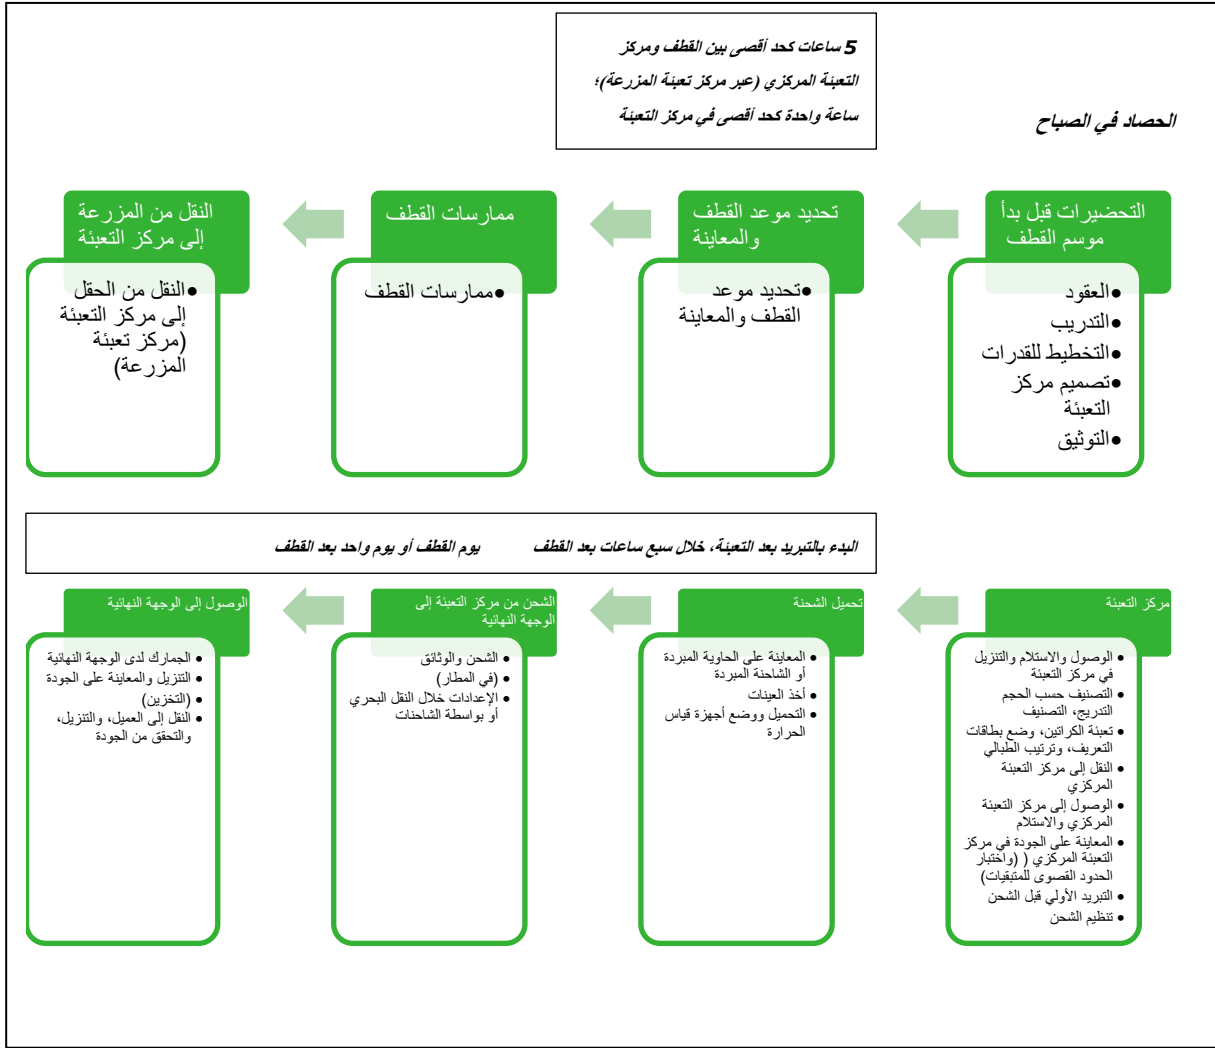 5 ساعات كحد أقصى بين القطف ومركز
التعبئة المركزي (عبر مركز تعبئة المزرعة)؛
ساعة واحدة كحد أقصى في مركز التعبئة
الحصاد في الصباح
التحضيرات قبل بدأ
موسم القطف
•العقود
•التدريب
•التخطيط للقدرات
•تصميم مركز
التعبئة
•التوثيق
تحديد موعد القطف
والمعاينة
•تحديد موعد
القطف والمعاينة
ممارسات القطف
•ممارسات القطف
النقل من المزرعة
إلى مركز التعبئة
•النقل من الحقل
إلى مركز التعبئة
(مركز تعبئة
المزرعة)
البدء بالتبريد بعد التعبئة، خلال سبع ساعات بعد القطف يوم القطف أو يوم واحد بعد القطف
مركز التعبئة
• الوصول والاستلام والتنزيل
في مركز التعبئة
• التصنيف حسب الحجم
التدريج، التصنيف
• تعبئة الكراتين، وضع بطاقات
التعريف، وترتيب الطبالي
• النقل إلى مركز التعبئة
المركزي
• الوصول إلى مركز التعبئة
المركزي والاستلام
• المعاينة على الجودة في مركز
التعبئة المركزي ( (وأختبار
الحدود القصوى للمتبقيات)
• التبريد الأولي قبل الشحن
• تنظيم الشحن
تحميل الشحنة
• المعاينة على الحاوية المبردة
أو الشاحنة المبردة
• أخذ العينات
• التحميل ووضع أجهزة قياس
الحرارة
الشحن من مركز التعبئة إلى
الوجهة النهائية
• الشحن والوثائق
• (في المطار)
• الإعدادات خلال النقل البحري
أو بواسطة الشاحنات
الوصول إلى الوجهة النهائية
• الجمارك لدى الوجهة النهائية
• التنزيل والمعاينة على الجودة
• (التخزين)
• النقل إلى العميل، والتنزيل،
والتحقق من الجودة